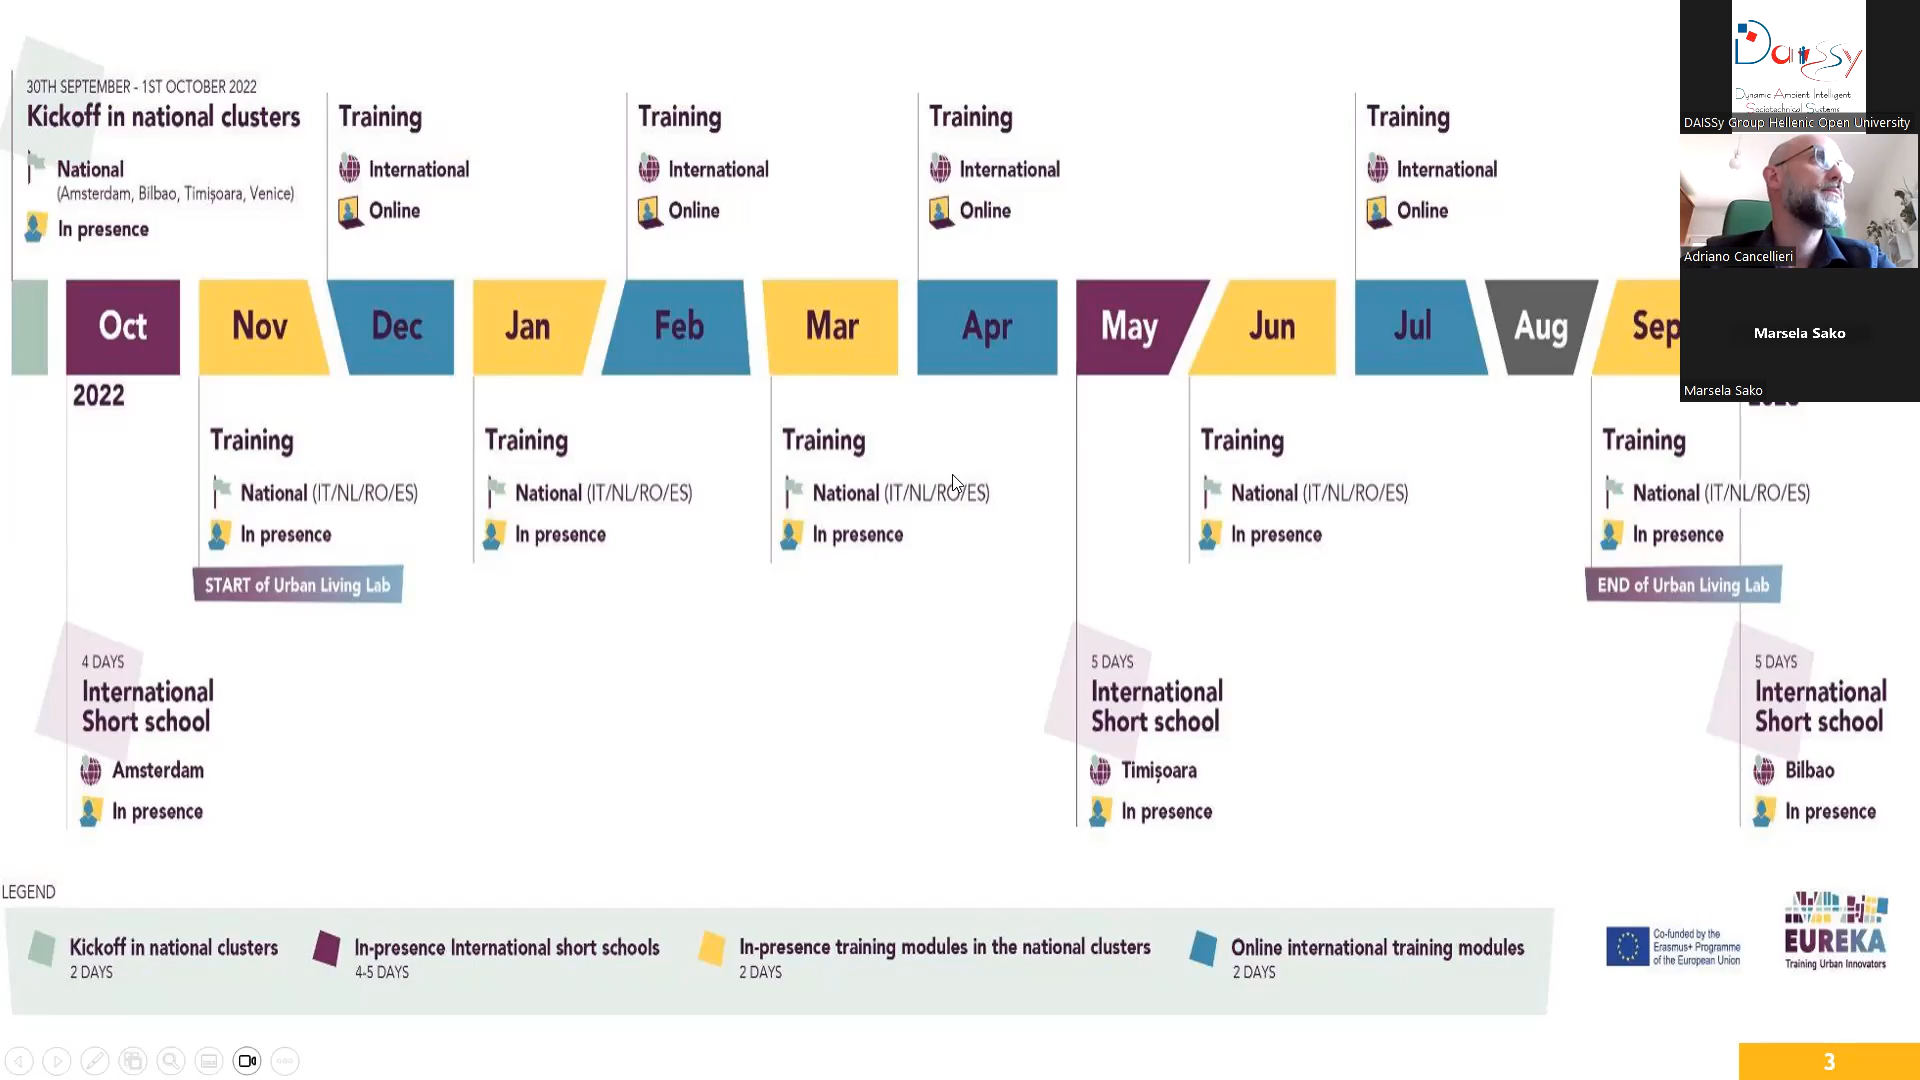 30TH SEPTEMBER - 1ST OCTOBER 2022
Kickoff in national clusters
National
(Amsterdam, Bilbao, Timișoara, Venice)
In presence
Training
International
Online
Training
International
Online
Training
International
Online
Training
International
Online
Oct
Nov
Dec
Jan
Feb
Mar
Apr
May
Jun
Jul
Aug
Sep
2022
Training
National (IT/NL/RO/ES)
In presence
START of Urban Living Lab
Training
National (IT/NL/RO/ES)
In presence
Training
National (IT/NL/RO/ES)
In presence
Training
National (IT/NL/RO/ES)
In presence
Training
National (IT/NL/RO/ES)
In presence
END of Urban Living Lab
4 DAYS
International
Short school
Amsterdam
In presence
5 DAYS
International
Short school
Timișoara
In presence
5 DAYS
International
Short school
Bilbao
In presence
LEGEND
Kickoff in national clusters
2 DAYS
In-presence International short schools
4-5 DAYS
In-presence training modules in the national clusters
2 DAYS
Online international training modules
2 DAYS
Co-funded by the
Erasmus+ Programme
of the European Union
EUREKA
Training Urban Innovators
3
Daissy
Dynamic Ambient Intelligent
Sociotechnical Systems
DAISSy Group Hellenic Open University
Adriano Cancellieri
Marsela Sako
Marsela Sako